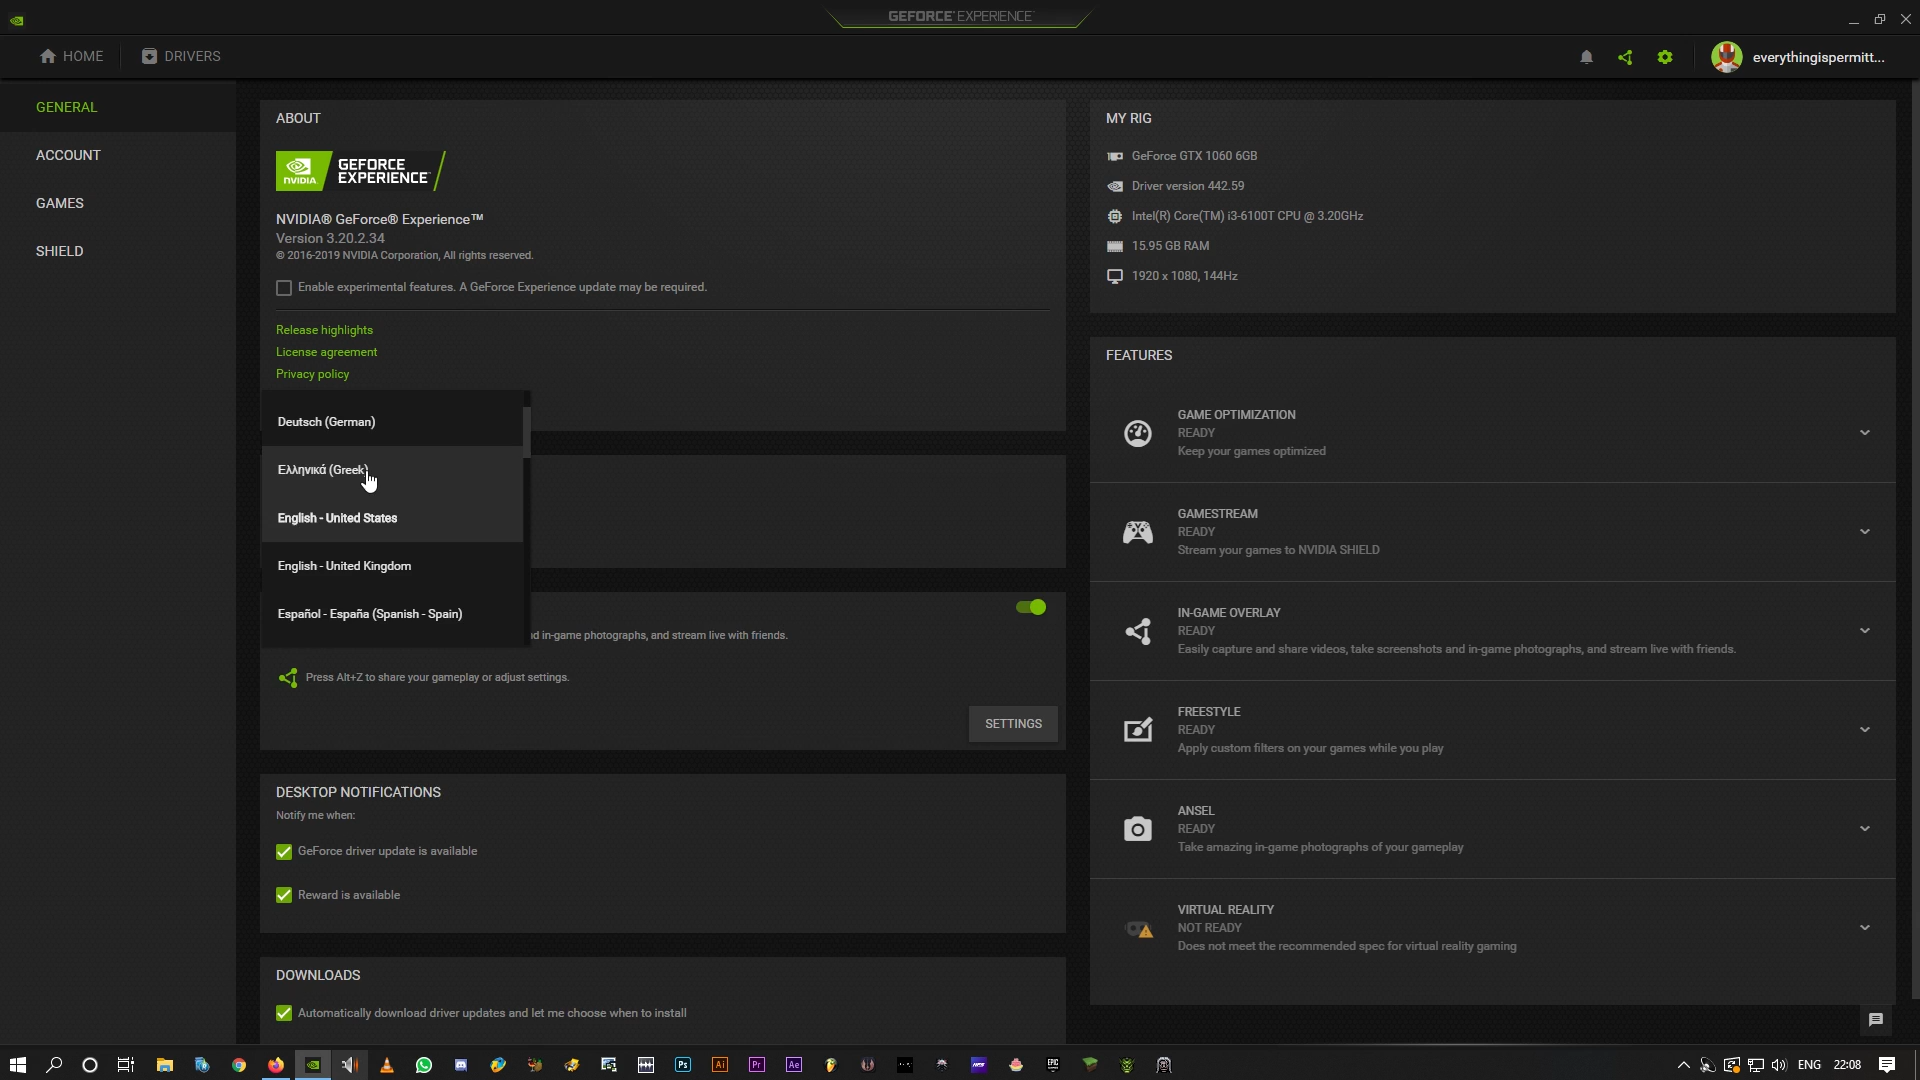 GEFORCE EXPERIENCE
HOME
DRIVERS
everythingispermitt...
GENERAL
ACCOUNT
GAMES
SHIELD
ABOUT
NVIDIA
GEFORCE
EXPERIENCE
NVIDIA® GeForce® Experience™
Version 3.20.2.34
© 2016-2019 NVIDIA Corporation, All rights reserved.
Enable experimental features. A GeForce Experience update may be required.
Release highlights
License agreement
Privacy policy
Deutsch (German)
Ελληνικά (Greek)
English - United States
English - United Kingdom
Español - España (Spanish - Spain)
in-game photographs, and stream live with friends.
Press Alt+Z to share your gameplay or adjust settings.
SETTINGS
DESKTOP NOTIFICATIONS
Notify me when:
GeForce driver update is available
Reward is available
DOWNLOADS
Automatically download driver updates and let me choose when to install
MY RIG
GeForce GTX 1060 6GB
Driver version 442.59
Intel(R) Core(TM) i3-6100T CPU @ 3.20GHz
15.95 GB RAM
1920 x 1080, 144Hz
FEATURES
GAME OPTIMIZATION
READY
Keep your games optimized
GAMESTREAM
READY
Stream your games to NVIDIA SHIELD
IN-GAME OVERLAY
READY
Easily capture and share videos, take screenshots and in-game photographs, and stream live with friends.
FREESTYLE
READY
Apply custom filters on your games while you play
ANSEL
READY
Take amazing in-game photographs of your gameplay
VIRTUAL REALITY
NOT READY
Does not meet the recommended spec for virtual reality gaming
Ps
Ai
Pr
Ae
EPIC
ENG
22:08